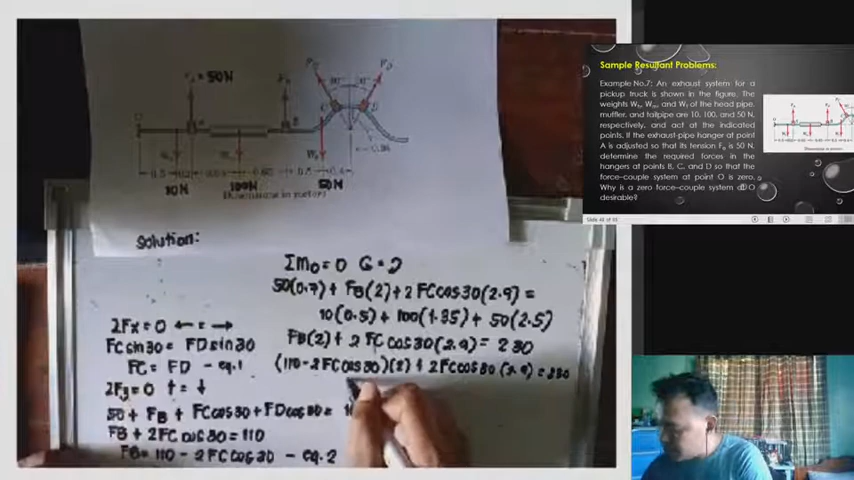 = 50N
10N
100N
50N
Dimensions in meters
Solution:
ΣM₀ = 0
50(0.7) + FB(2) + 2FCcos30(2.9) =
10(0.5) + 100(1.35) + 50(2.5)
FB(2) + 2FCcos30(2.9) = 230
(110 - 2FCcos30)(2) + 2FCcos30(2.9) = 230
ΣFx = 0 ← = →
FCsin30 = FDsin30
FC = FD - eq.1
ΣFy = 0 ↑ = ↓
50 + FB + FCcos30 + FDcos30 =
FB + 2FCcos30 = 110
FB = 110 - 2FCcos30 - eq.2
Sample Resultant Problems:
Example No.7: An exhaust system for a
pickup truck is shown in the figure. The
weights
of the head pipe,
muffler, and tailpipe are 10, 100, and 50 N,
respectively, and act at the indicated
points. If the exhaust pipe hanger at point
A is adjusted so that its tension
is 50 N,
determine the required forces in the
hangers at points B, C, and D so that the
force-couple system at point O is zero.
Why is a zero force-couple system at O
desirable?